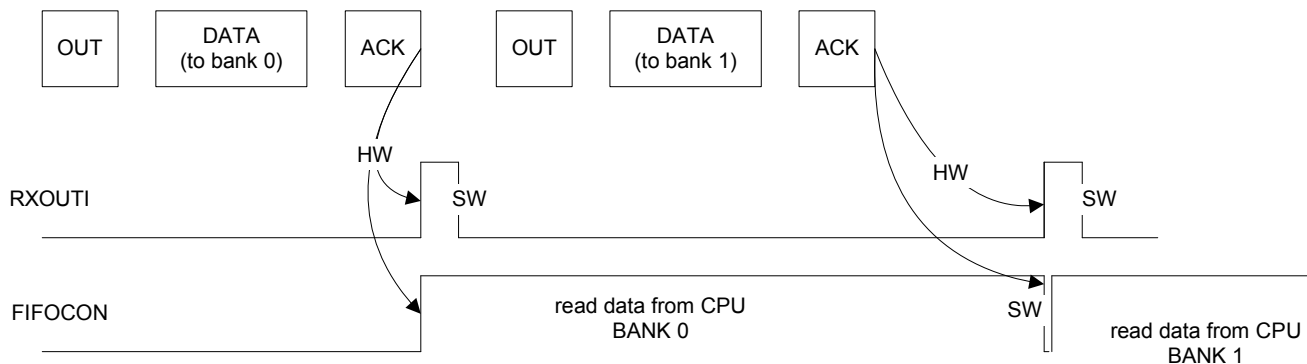 OUT
DATA
(to bank 0)
ACK
OUT
DATA
(to bank 1)
ACK
HW
HW
RXOUTI
SW
SW
FIFOCON
read data from CPU
BANK 0
SW
read data from CPU
BANK 1